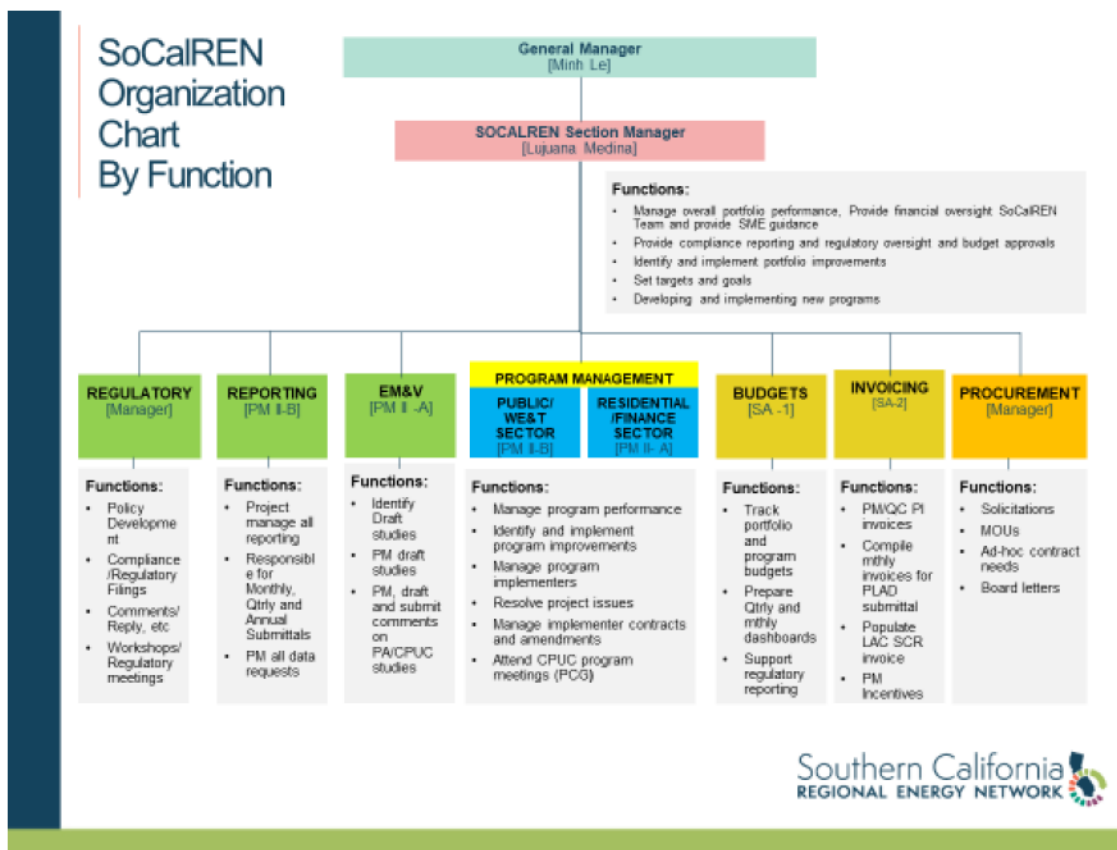 SoCalREN
Organization
Chart
By Function
General Manager
[Minh Le]
SOCALREN Section Manager
[Lujuana Medina]
Functions:
• Manage overall portfolio performance, Provide financial oversight SoCalREN
Team and provide SME guidance
• Provide compliance reporting and regulatory oversight and budget approvals
• Identify and implement portfolio improvements
• Set targets and goals
• Developing and implementing new programs
REGULATORY
[Manager]
Functions:
• Policy
Developme
nt
• Compliance
/Regulatory
Filings
• Comments/
Reply, etc
• Workshops/
Regulatory
meetings
REPORTING
[PM II-B]
Functions:
• Project
manage all
reporting
• Responsibl
e for
Monthly,
Qtrly and
Annual
Submittals
• PM all data
requests
EM&V
[PM II -A]
Functions:
• Identify
Draft
studies
• PM draft
studies
• PM, draft
and submit
comments
on
PA/CPUC
studies
PROGRAM MANAGEMENT
PUBLIC/
WE&T
SECTOR
[PM II-B]
RESIDENTIAL
/FINANCE
SECTOR
[PM II- A]
Functions:
• Manage program performance
• Identify and implement
program improvements
• Manage program
implementers
• Resolve project issues
• Manage implementer contracts
and amendments
• Attend CPUC program
meetings (PCG)
BUDGETS
[SA -1]
Functions:
• Track
portfolio
and
program
budgets
• Prepare
Qtrly and
mthly
dashboards
• Support
regulatory
reporting
INVOICING
[SA-2]
Functions:
• PM/QC PI
invoices
• Compile
mthly
invoices for
PLAD
submittal
• Populate
LAC SCR
invoice
• PM
Incentives
PROCUREMENT
[Manager]
Functions:
• Solicitations
• MOUs
• Ad-hoc contract
needs
• Board letters
Southern California
REGIONAL ENERGY NETWORK